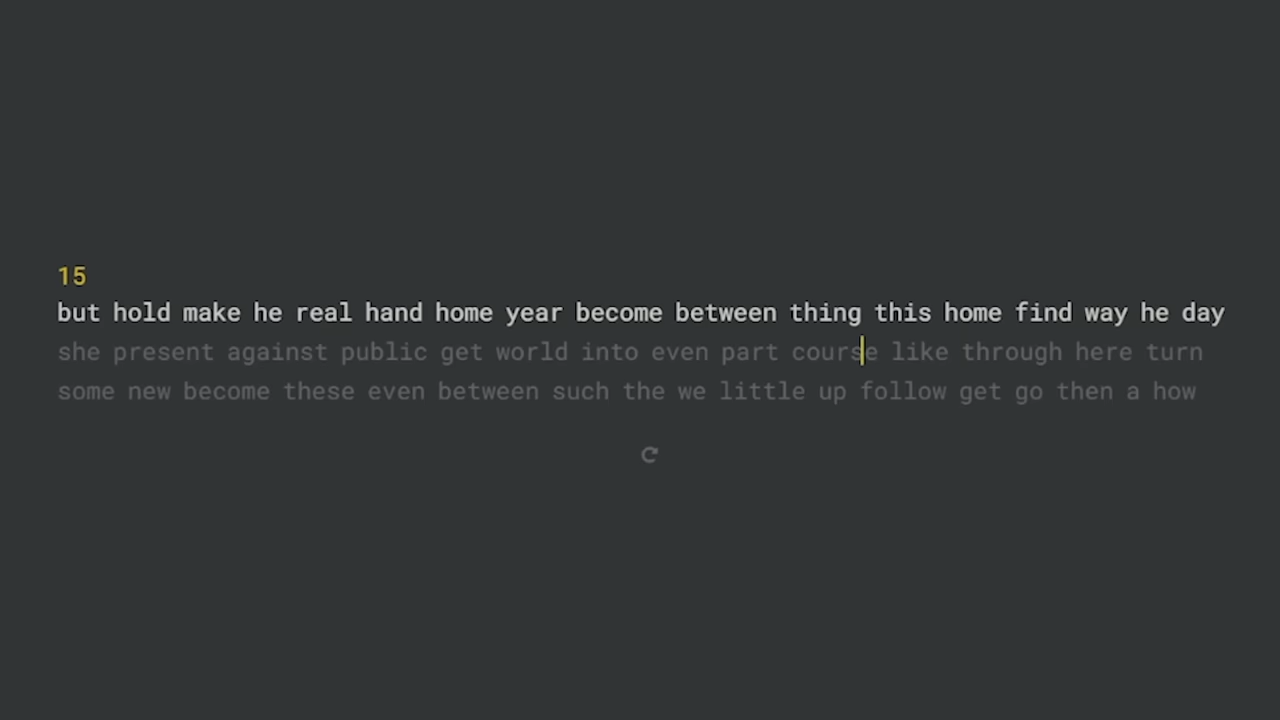 15
but hold make he real hand home year become between thing this home find way he day
she present against public get world into even part course like through here turn
some new become these even between such the we little up follow get go then a how